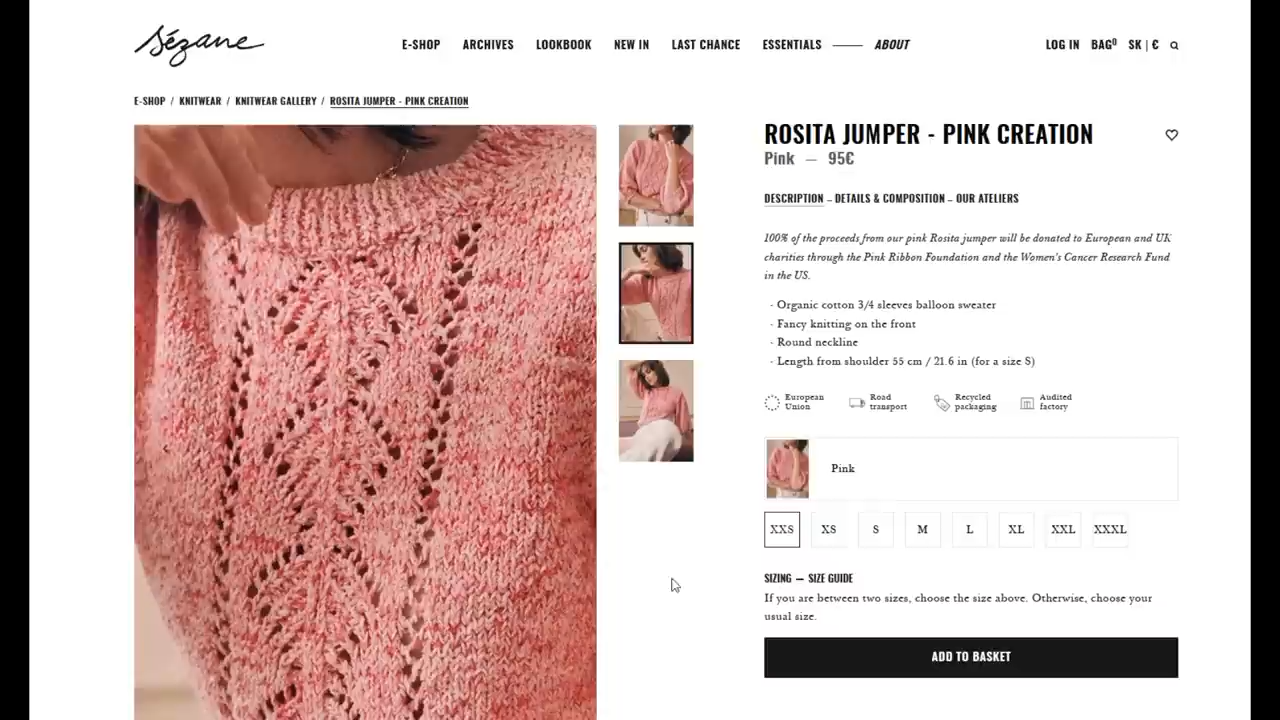 Sézane
E-SHOP ARCHIVES LOOKBOOK NEW IN LAST CHANCE ESSENTIALS ABOUT
LOG IN BAG0 SK | €
E-SHOP / KNITWEAR / KNITWEAR GALLERY / ROSITA JUMPER - PINK CREATION
ROSITA JUMPER - PINK CREATION
Pink — 95€
DESCRIPTION – DETAILS & COMPOSITION – OUR ATELIERS
100% of the proceeds from our pink Rosita jumper will be donated to European and UK
charities through the Pink Ribbon Foundation and the Women's Cancer Research Fund
in the US.
- Organic cotton 3/4 sleeves balloon sweater
- Fancy knitting on the front
- Round neckline
- Length from shoulder 55 cm / 21.6 in (for a size S)
European Union
Road transport
Recycled packaging
Audited factory
Pink
XXS XS S M L XL XXL XXXL
SIZING — SIZE GUIDE
If you are between two sizes, choose the size above. Otherwise, choose your
usual size.
ADD TO BASKET